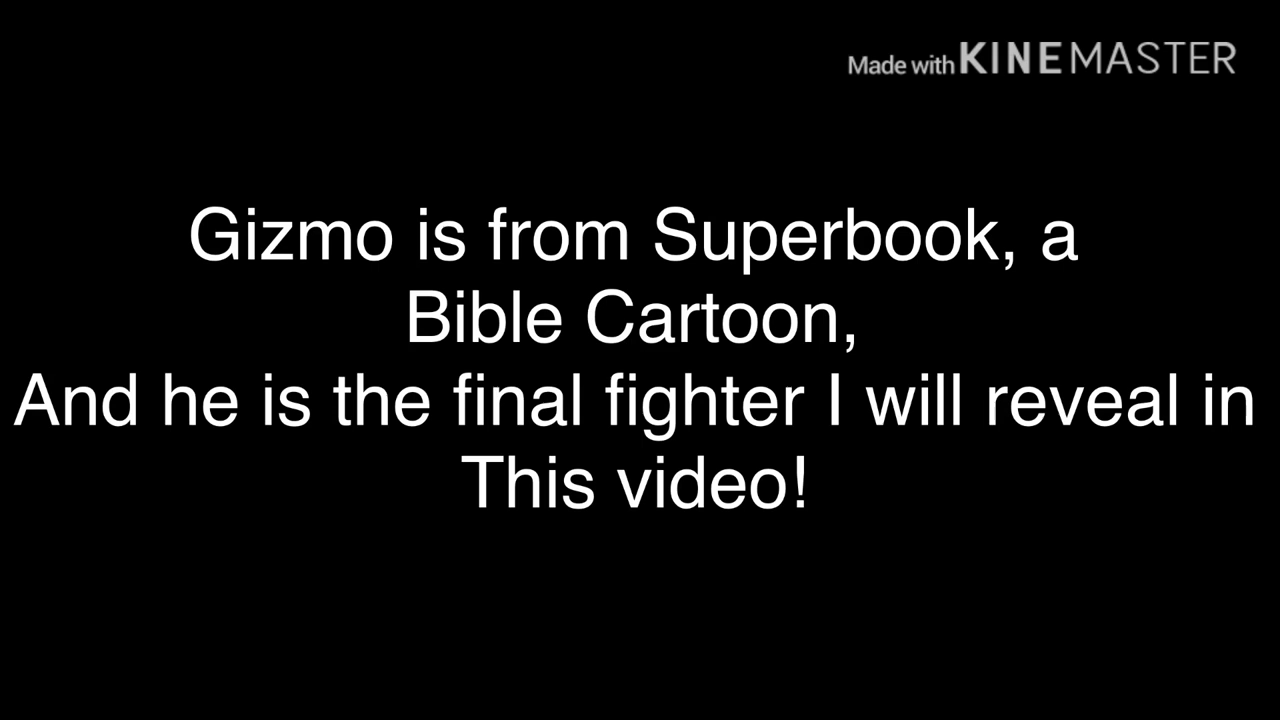 Made with KINEMASTER
Gizmo is from Superbook, a
Bible Cartoon,
And he is the final fighter I will reveal in
This video!